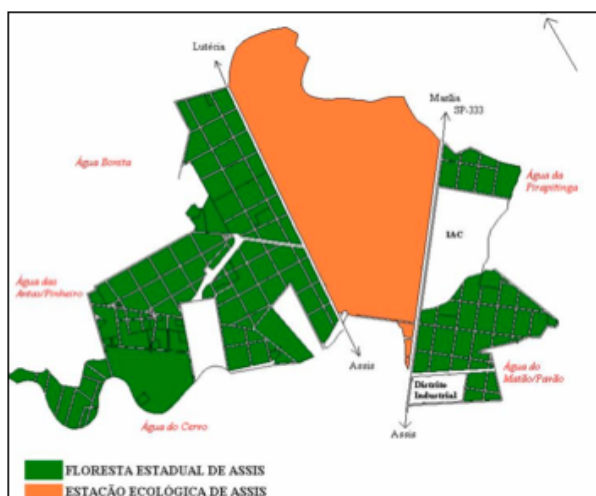 Lutécia
Marília
SP-333
Água Bonita
Água da
Pirapitinga
IAC
Água das
Antas/Pinheiro
Assis
Água do
Matão/Pavão
Distrito
Industrial
Água do Cervo
Assis
FLORESTA ESTADUAL DE ASSIS
ESTAÇÃO ECOLÓGICA DE ASSIS